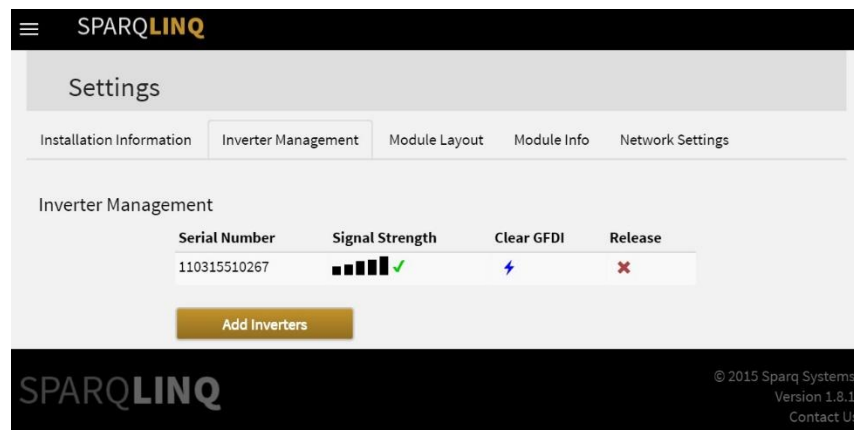 SPARQLINQ
Settings
Installation Information Inverter Management Module Layout Module Info Network Settings
Inverter Management
Serial Number Signal Strength Clear GFDI Release
110315510267
Add Inverters
SPARQLINQ
© 2015 Sparq Systems
Version 1.8.1
Contact